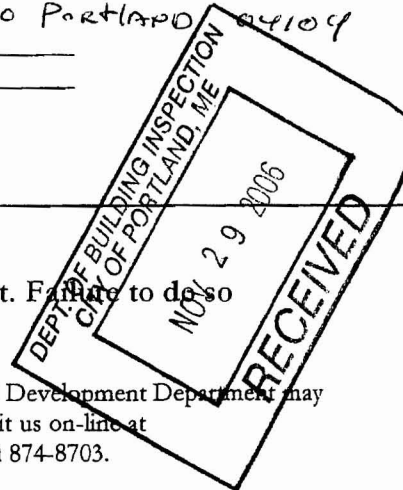 o PORTLAND 04104
DEPT. OF BUILDING INSPECTION
CITY OF PORTLAND, ME
NOV 29 2006
RECEIVED
t. Failure to do so
Development Department may
it us on-line at
874-8703.